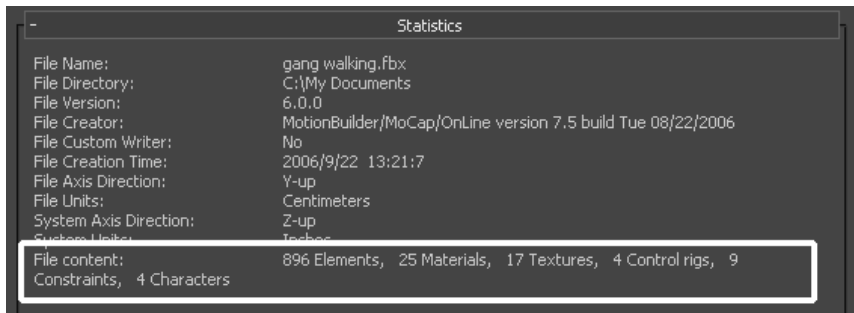 - Statistics
File Name: gang walking.fbx
File Directory: C:\My Documents
File Version: 6.0.0
File Creator: MotionBuilder/MoCap/OnLine version 7.5 build Tue 08/22/2006
File Custom Writer: No
File Creation Time: 2006/9/22 13:21:7
File Axis Direction: Y-up
File Units: Centimeters
System Axis Direction: Z-up
System Units: Inches
File content: 896 Elements, 25 Materials, 17 Textures, 4 Control rigs, 9
Constraints, 4 Characters